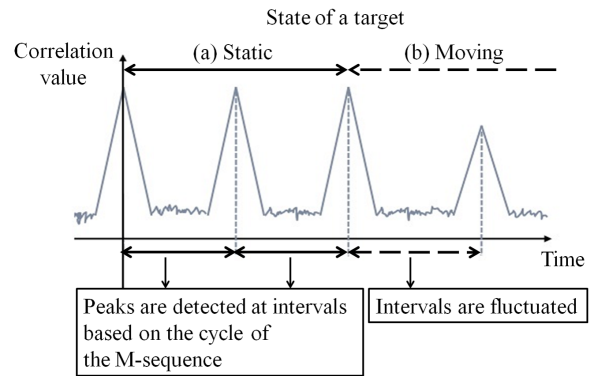 State of a target
Correlation
value
(a) Static
(b) Moving
Time
Peaks are detected at intervals
based on the cycle of
the M-sequence
Intervals are fluctuated